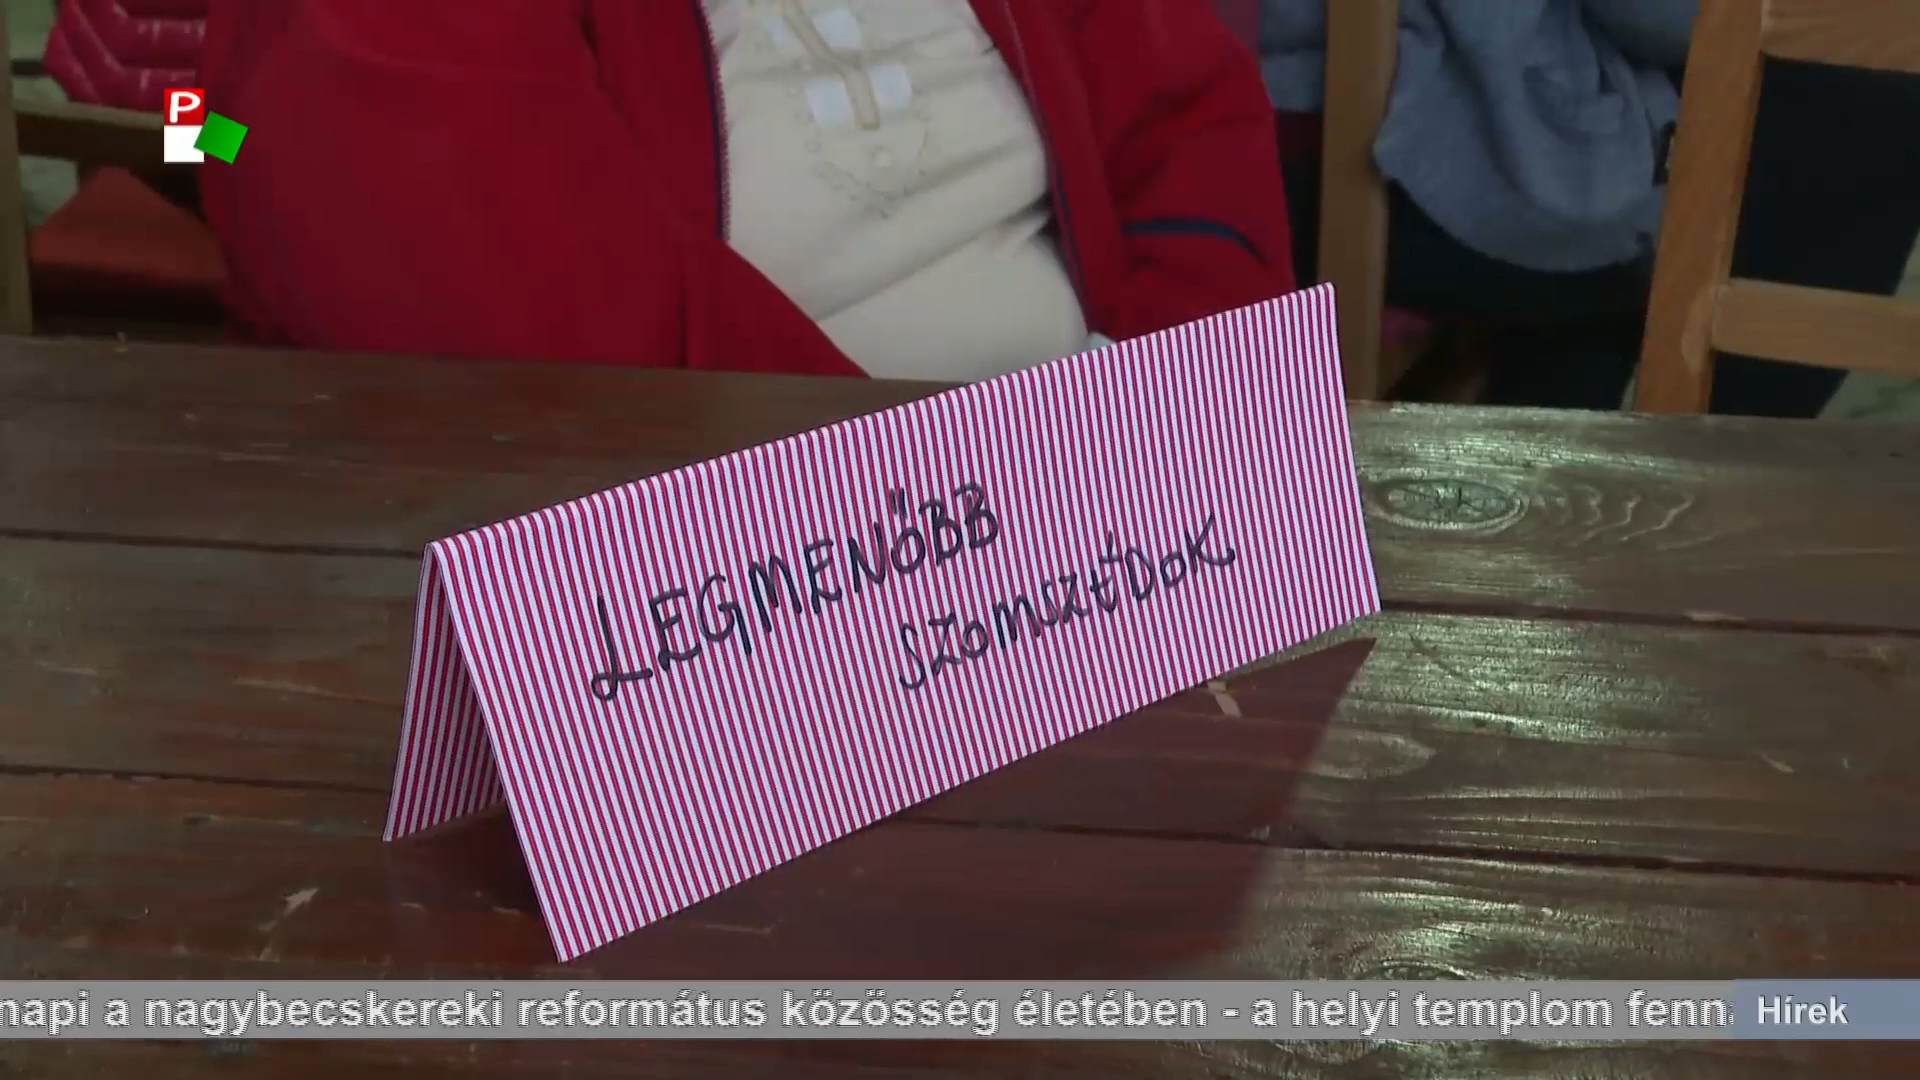 P
LEGMENŐBB
SZOMSZÉDOK
napi a nagybecskereki református közösség életében - a helyi templom fenn
Hírek